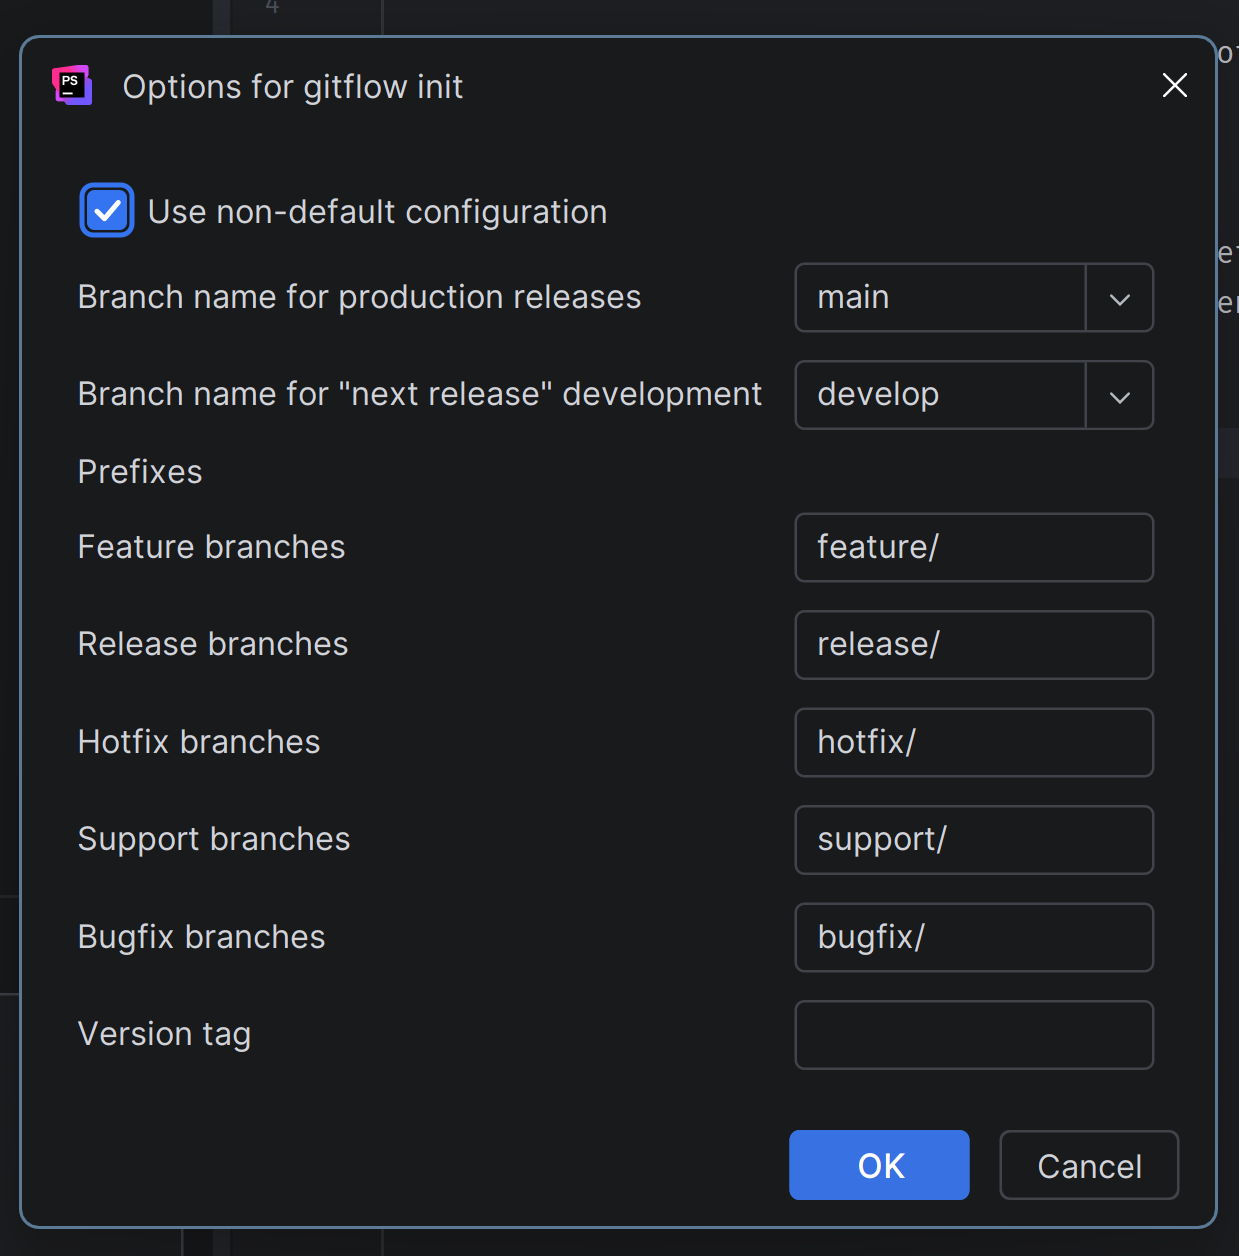 4
PS
Options for gitflow init
Use non-default configuration
Branch name for production releases main
Branch name for "next release" development develop
Prefixes
Feature branches feature/
Release branches release/
Hotfix branches hotfix/
Support branches support/
Bugfix branches bugfix/
Version tag
OK Cancel